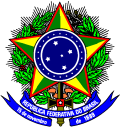 REPÚBLICA FEDERATIVA DO BRASIL
15 de novembro de 1889